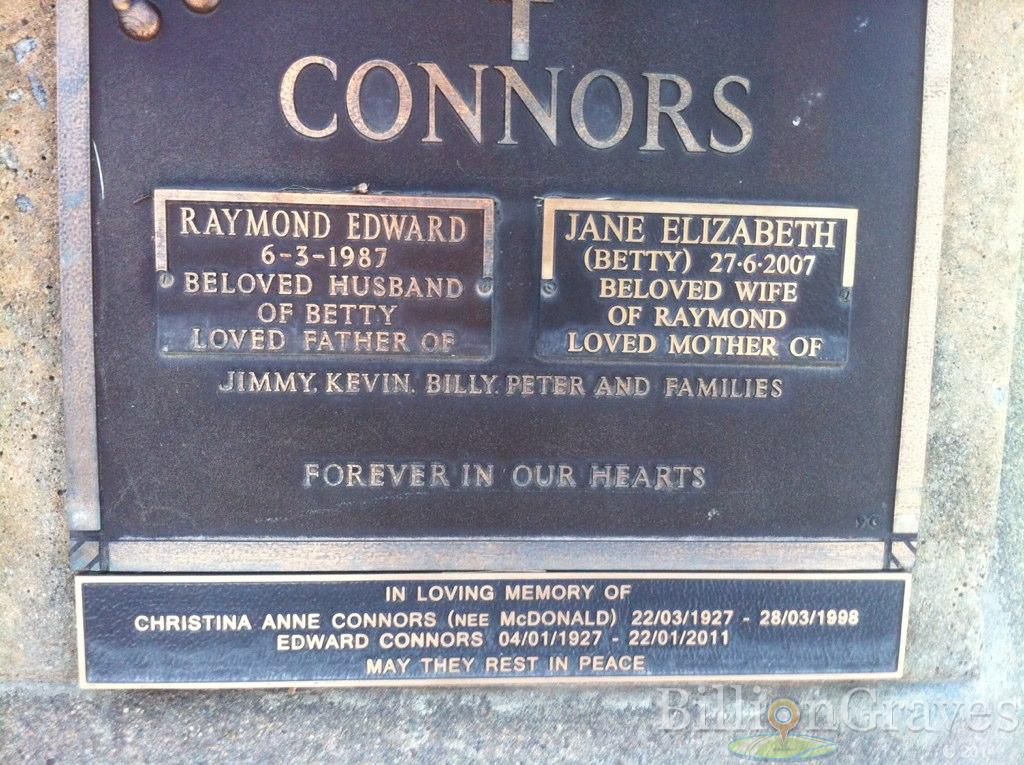 CONNORS
RAYMOND EDWARD
6-3-1987
BELOVED HUSBAND
OF BETTY
LOVED FATHER OF
JANE ELIZABETH
(BETTY) 27·6·2007
BELOVED WIFE
OF RAYMOND
LOVED MOTHER OF
JIMMY, KEVIN, BILLY, PETER AND FAMILIES
FOREVER IN OUR HEARTS
IN LOVING MEMORY OF
CHRISTINA ANNE CONNORS (NEE McDONALD) 22/03/1927 - 28/03/1998
EDWARD CONNORS 04/01/1927 - 22/01/2011
MAY THEY REST IN PEACE
BillionGraves
© 2014